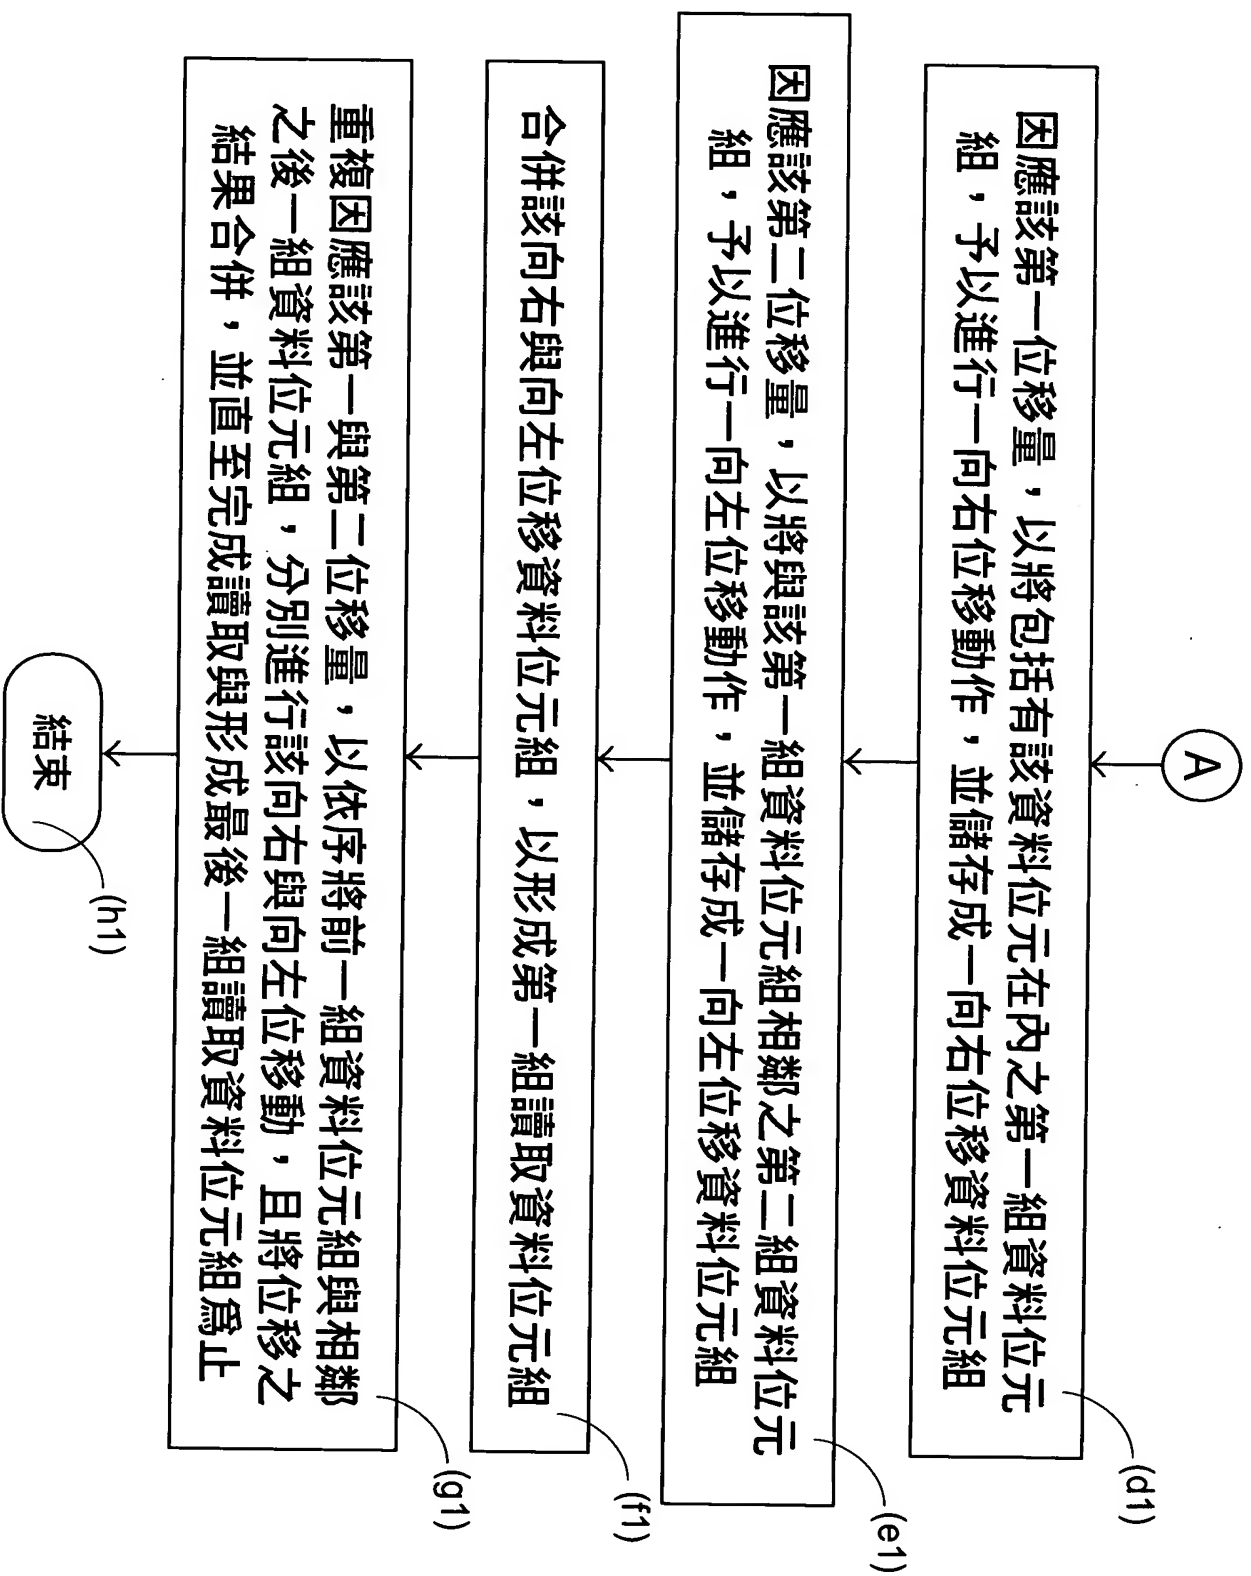 A
因應該第一位移量，以將包括有該資料位元在內之第一組資料位元
組，予以進行一向右位移動作，並儲存成一向右位移資料位元組
(d1)
因應該第二位移量，以將與該第一組資料位元組相鄰之第二組資料位元
組，予以進行一向左位移動作，並儲存成一向左位移資料位元組
(e1)
合併該向右與向左位移資料位元組，以形成第一組讀取資料位元組
(f1)
重複因應該第一與第二位移量，以依序將前一組資料位元組與相鄰
之後一組資料位元組，分別進行該向右與向左位移動，且將位移之
結果合併，並直至完成讀取與形成最後一組讀取資料位元組為止
(g1)
結束
(h1)